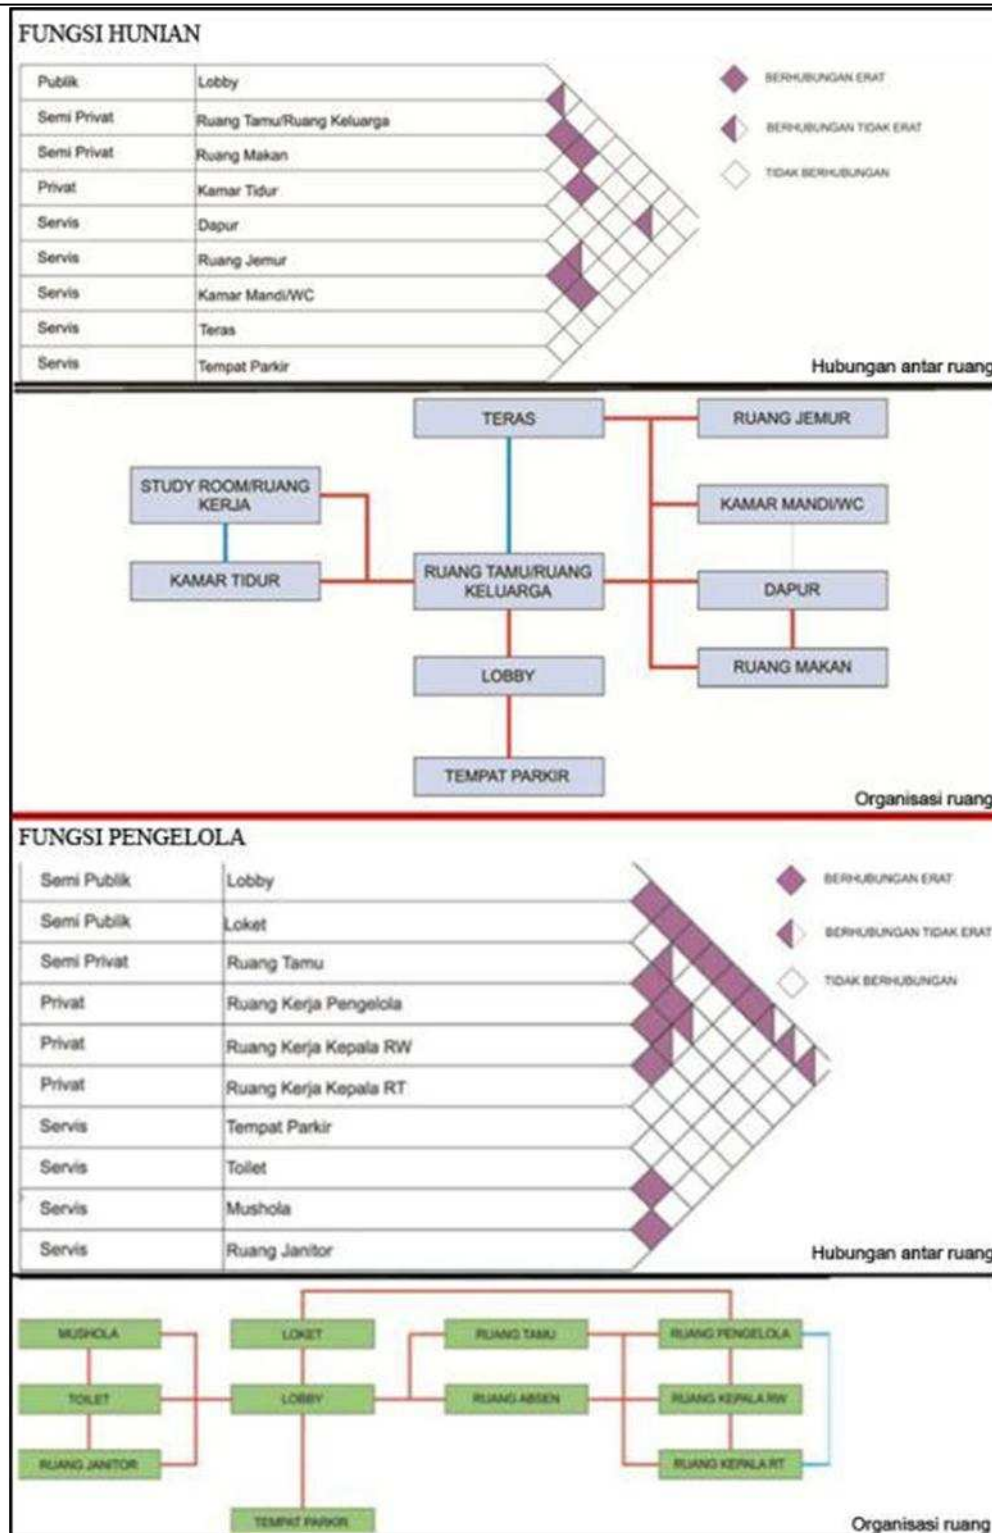 FUNGSI HUNIAN
Publik Lobby
Semi Privat Ruang Tamu/Ruang Keluarga
Semi Privat Ruang Makan
Privat Kamar Tidur
Servis Dapur
Servis Ruang Jemur
Servis Kamar Mandi/WC
Servis Teras
Servis Tempat Parkir
BERHUBUNGAN ERAT
BERHUBUNGAN TIDAK ERAT
TIDAK BERHUBUNGAN
Hubungan antar ruang
TERAS
RUANG JEMUR
STUDY ROOM/RUANG
KERJA
KAMAR MANDI/WC
KAMAR TIDUR
RUANG TAMU/RUANG
KELUARGA
DAPUR
LOBBY
RUANG MAKAN
TEMPAT PARKIR
Organisasi ruang
FUNGSI PENGELOLA
Semi Publik Lobby
Semi Publik Loket
Semi Privat Ruang Tamu
Privat Ruang Kerja Pengelola
Privat Ruang Kerja Kepala RW
Privat Ruang Kerja Kepala RT
Servis Tempat Parkir
Servis Toilet
Servis Mushola
Servis Ruang Janitor
BERHUBUNGAN ERAT
BERHUBUNGAN TIDAK ERAT
TIDAK BERHUBUNGAN
Hubungan antar ruang
MUSHOLA
LOKET
RUANG TAMU
RUANG PENGELOLA
TOILET
LOBBY
RUANG ABSEN
RUANG KEPALA RW
RUANG JANITOR
RUANG KEPALA RT
TEMPAT PARKIR
Organisasi ruang